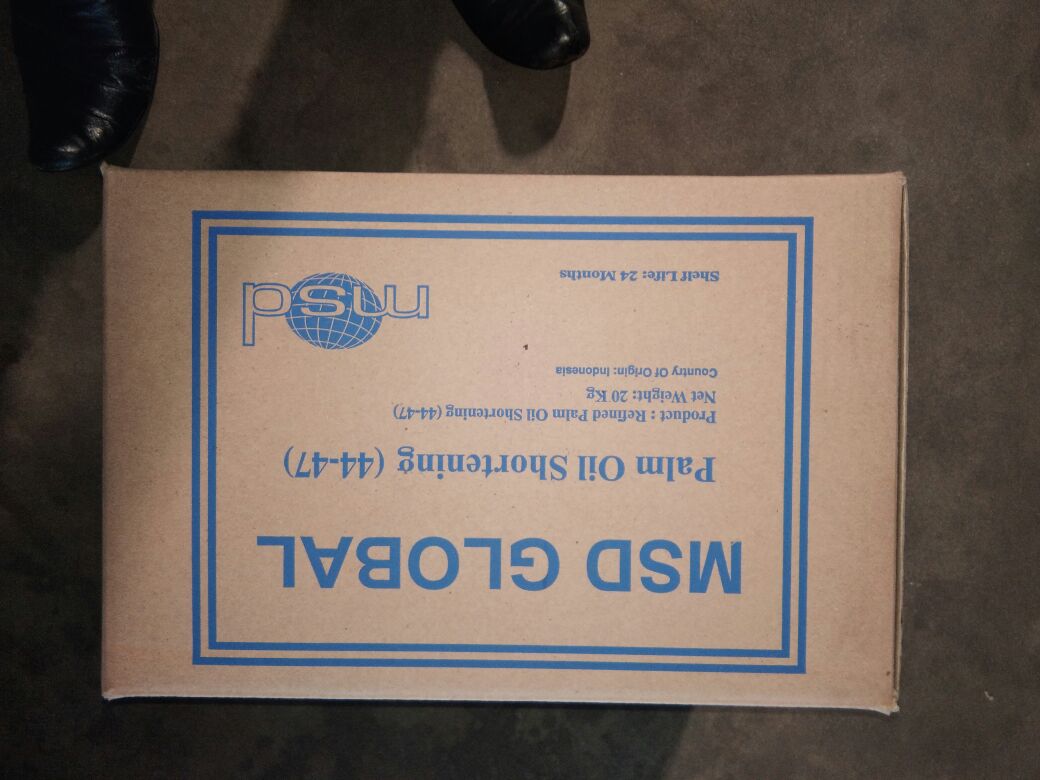 MSD GLOBAL
Palm Oil Shortening (44-47)
Product : Refined Palm Oil Shortening (44-47)
Net Weight: 20 Kg
Country Of Origin: Indonesia
msd
Shelf Life: 24 Months